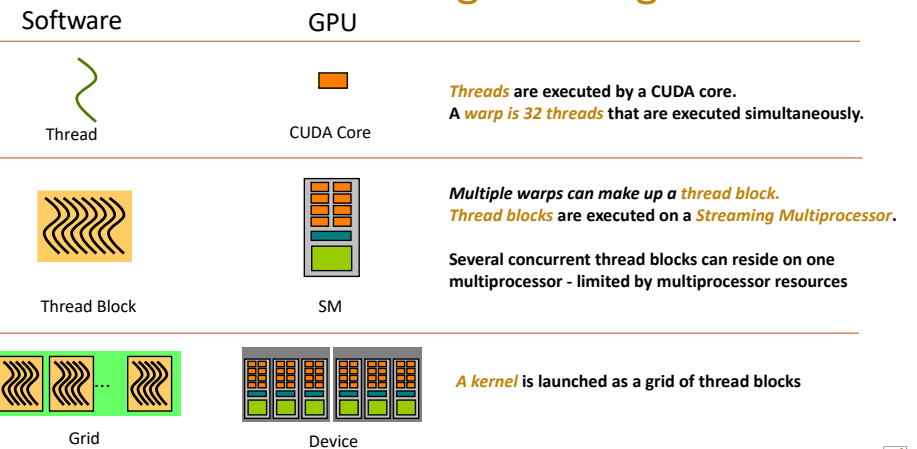 Software GPU
Threads are executed by a CUDA core.
A warp is 32 threads that are executed simultaneously.
Thread CUDA Core
Multiple warps can make up a thread block.
Thread blocks are executed on a Streaming Multiprocessor.
Several concurrent thread blocks can reside on one
multiprocessor - limited by multiprocessor resources
Thread Block SM
...
A kernel is launched as a grid of thread blocks
Grid Device